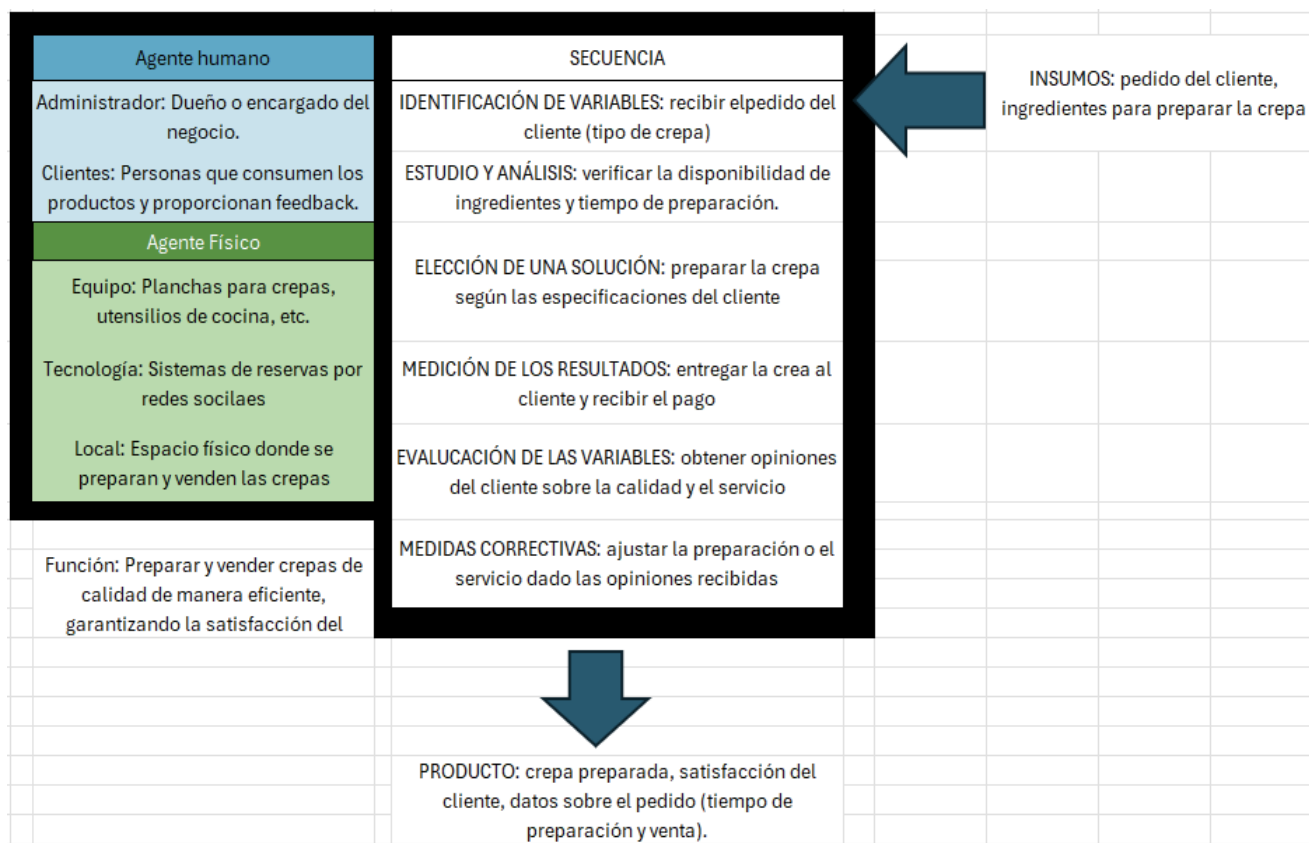 Agente humano
Administrador: Dueño o encargado del
negocio.
Clientes: Personas que consumen los
productos y proporcionan feedback.
Agente Físico
Equipo: Planchas para crepas,
utensilios de cocina, etc.
Tecnología: Sistemas de reservas por
redes socilaes
Local: Espacio físico donde se
preparan y venden las crepas
Función: Preparar y vender crepas de
calidad de manera eficiente,
garantizando la satisfacción del
SECUENCIA
IDENTIFICACIÓN DE VARIABLES: recibir elpedido del
cliente (tipo de crepa)
ESTUDIO Y ANÁLISIS: verificar la disponibilidad de
ingredientes y tiempo de preparación.
ELECCIÓN DE UNA SOLUCIÓN: preparar la crepa
según las especificaciones del cliente
MEDICIÓN DE LOS RESULTADOS: entregar la crea al
cliente y recibir el pago
EVALUCACIÓN DE LAS VARIABLES: obtener opiniones
del cliente sobre la calidad y el servicio
MEDIDAS CORRECTIVAS: ajustar la preparación o el
servicio dado las opiniones recibidas
INSUMOS: pedido del cliente,
ingredientes para preparar la crepa
PRODUCTO: crepa preparada, satisfacción del
cliente, datos sobre el pedido (tiempo de
preparación y venta).